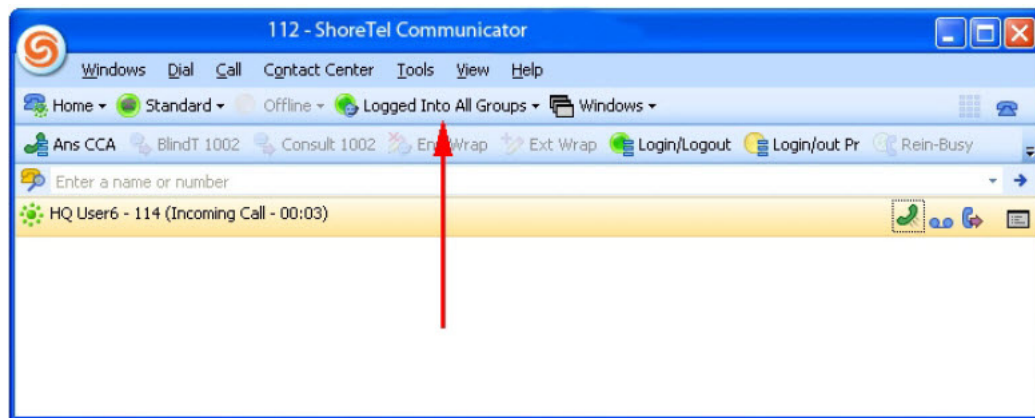 112 - ShoreTel Communicator
Windows Dial Call Contact Center Tools View Help
Home Standard Offline Logged Into All Groups Windows
Ans CCA BlindT 1002 Consult 1002 End Wrap Ext Wrap Login/Logout Login/out Pr Rein-Busy
Enter a name or number
HQ User6 - 114 (Incoming Call - 00:03)